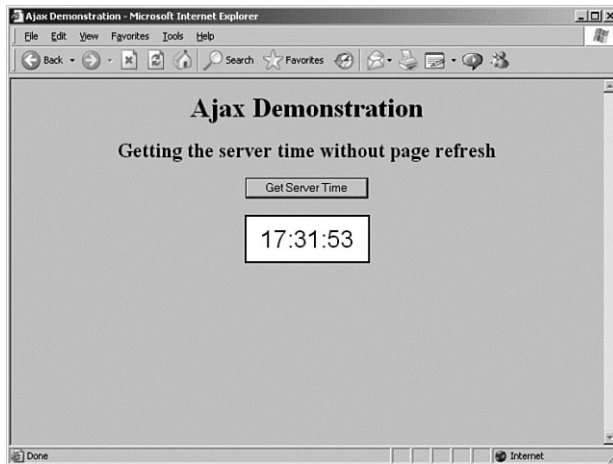 Ajax Demonstration - Microsoft Internet Explorer
File Edit View Favorites Tools Help
Back Search Favorites
Ajax Demonstration
Getting the server time without page refresh
Get Server Time
17:31:53
Done Internet